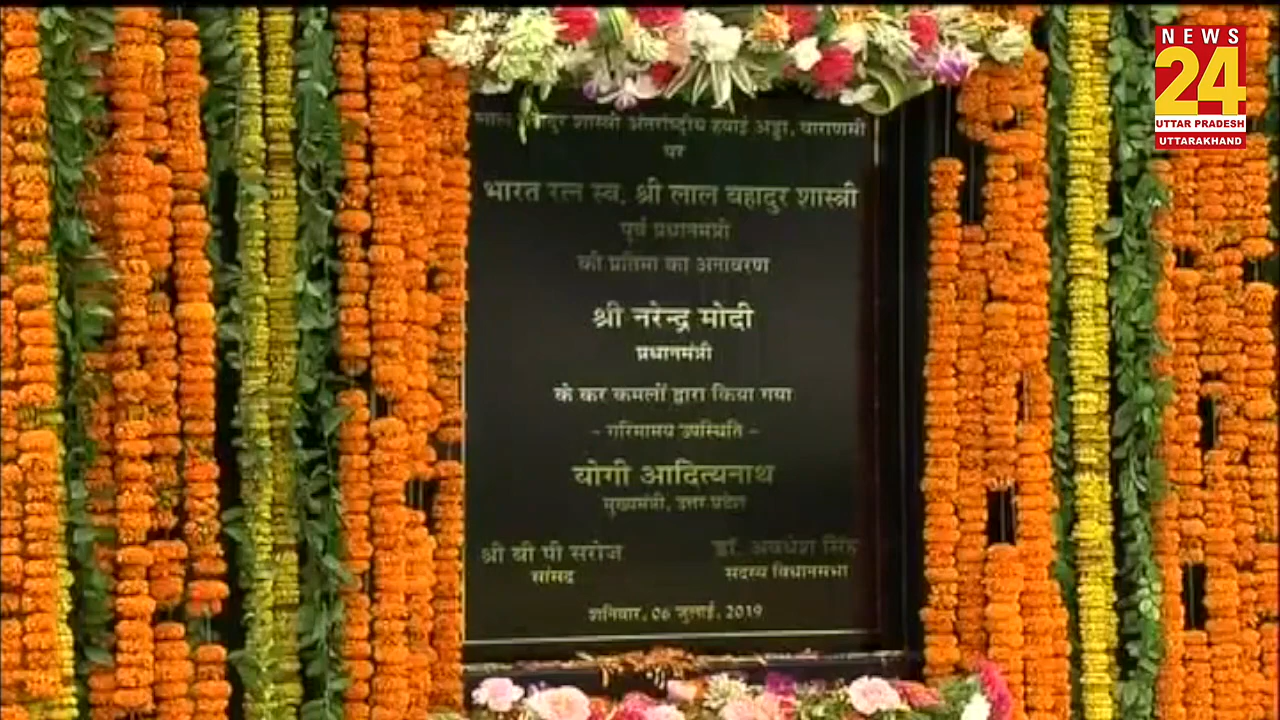 लाल बहादुर शास्त्री अंतर्राष्ट्रीय हवाई अड्डा, वाराणसी
पर
भारत रत्न स्व. श्री लाल बहादुर शास्त्री
पूर्व प्रधानमंत्री
की प्रतिमा का अनावरण
श्री नरेन्द्र मोदी
प्रधानमंत्री
के कर कमलों द्वारा किया गया
- गरिमामय उपस्थिति -
योगी आदित्यनाथ
मुख्यमंत्री, उत्तर प्रदेश
श्री बी पी सरोज
सांसद
डॉ. अवधेश सिंह
सदस्य विधानसभा
शनिवार, 06 जुलाई, 2019
NEWS
24
UTTAR PRADESH
UTTARAKHAND